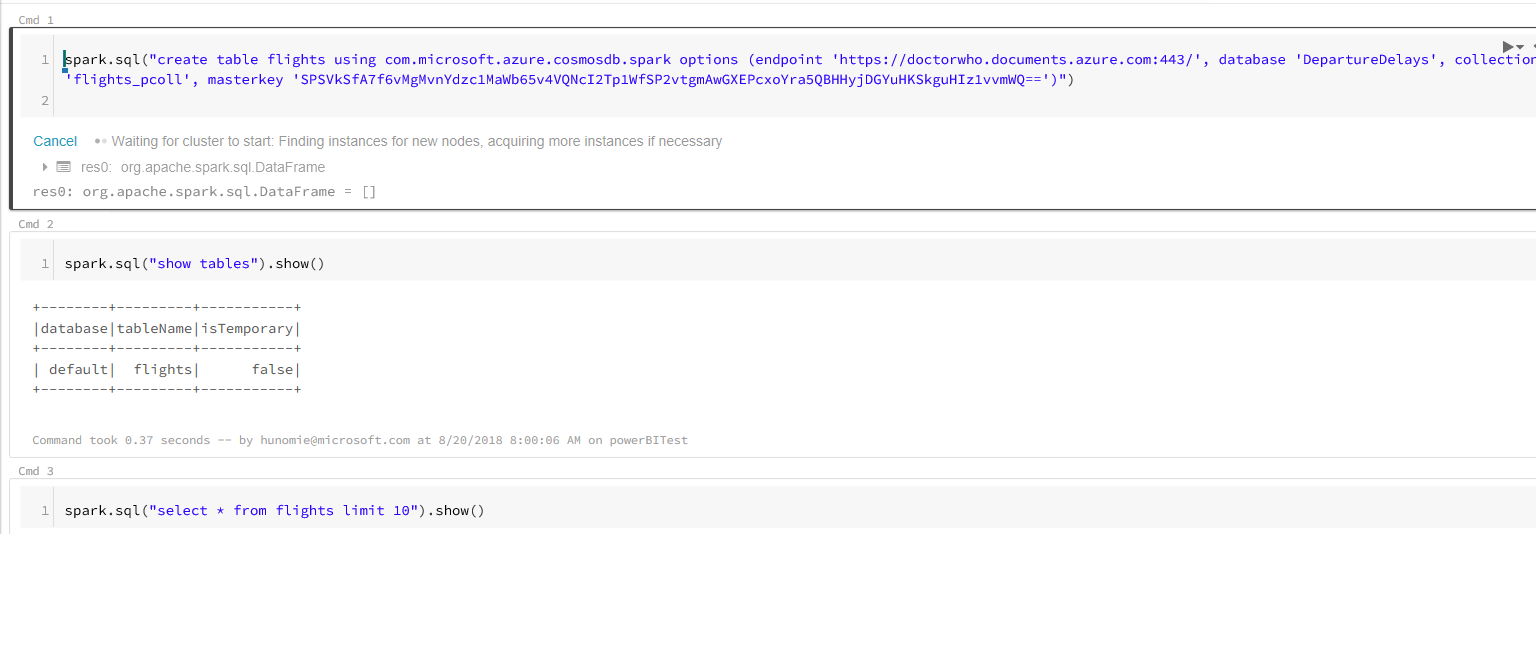 Cmd 1
1 spark.sql("create table flights using com.microsoft.azure.cosmosdb.spark options (endpoint 'https://doctorwho.documents.azure.com:443/', database 'DepartureDelays', collection
'flights_pcoll', masterkey 'SPSVkSfA7f6vMgMvnYdzc1MaWb65v4VQNcI2Tp1WfSP2vtgmAwGXEPcxoYra5QBHHyjDGYuHKSkguHIz1vvmWQ==')")
2
Cancel Waiting for cluster to start: Finding instances for new nodes, acquiring more instances if necessary
res0: org.apache.spark.sql.DataFrame
res0: org.apache.spark.sql.DataFrame = []
Cmd 2
1 spark.sql("show tables").show()
+--------+---------+-----------+
|database|tableName|isTemporary|
+--------+---------+-----------+
| default|  flights|      false|
+--------+---------+-----------+
Command took 0.37 seconds -- by hunomie@microsoft.com at 8/20/2018 8:00:06 AM on powerBITest
Cmd 3
1 spark.sql("select * from flights limit 10").show()